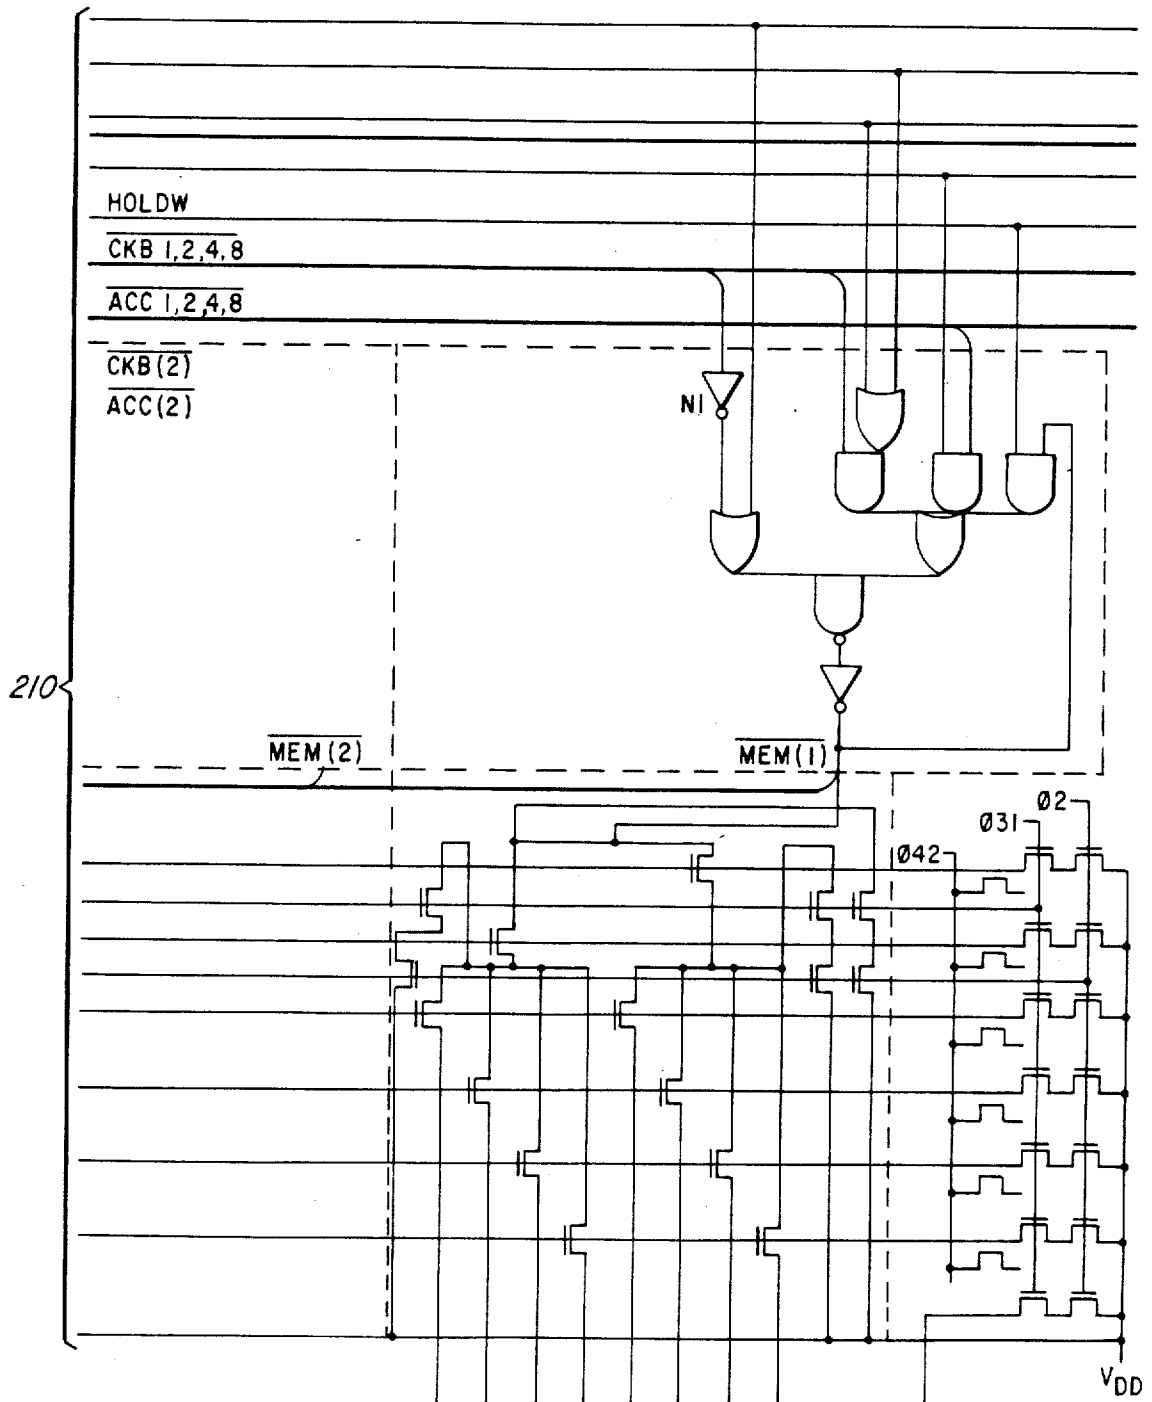 HOLDW
CKB 1,2,4,8
ACC 1,2,4,8
CKB(2)
ACC(2)
N1
210
MEM(2)
MEM(1)
Ø2
Ø31
Ø42
VDD